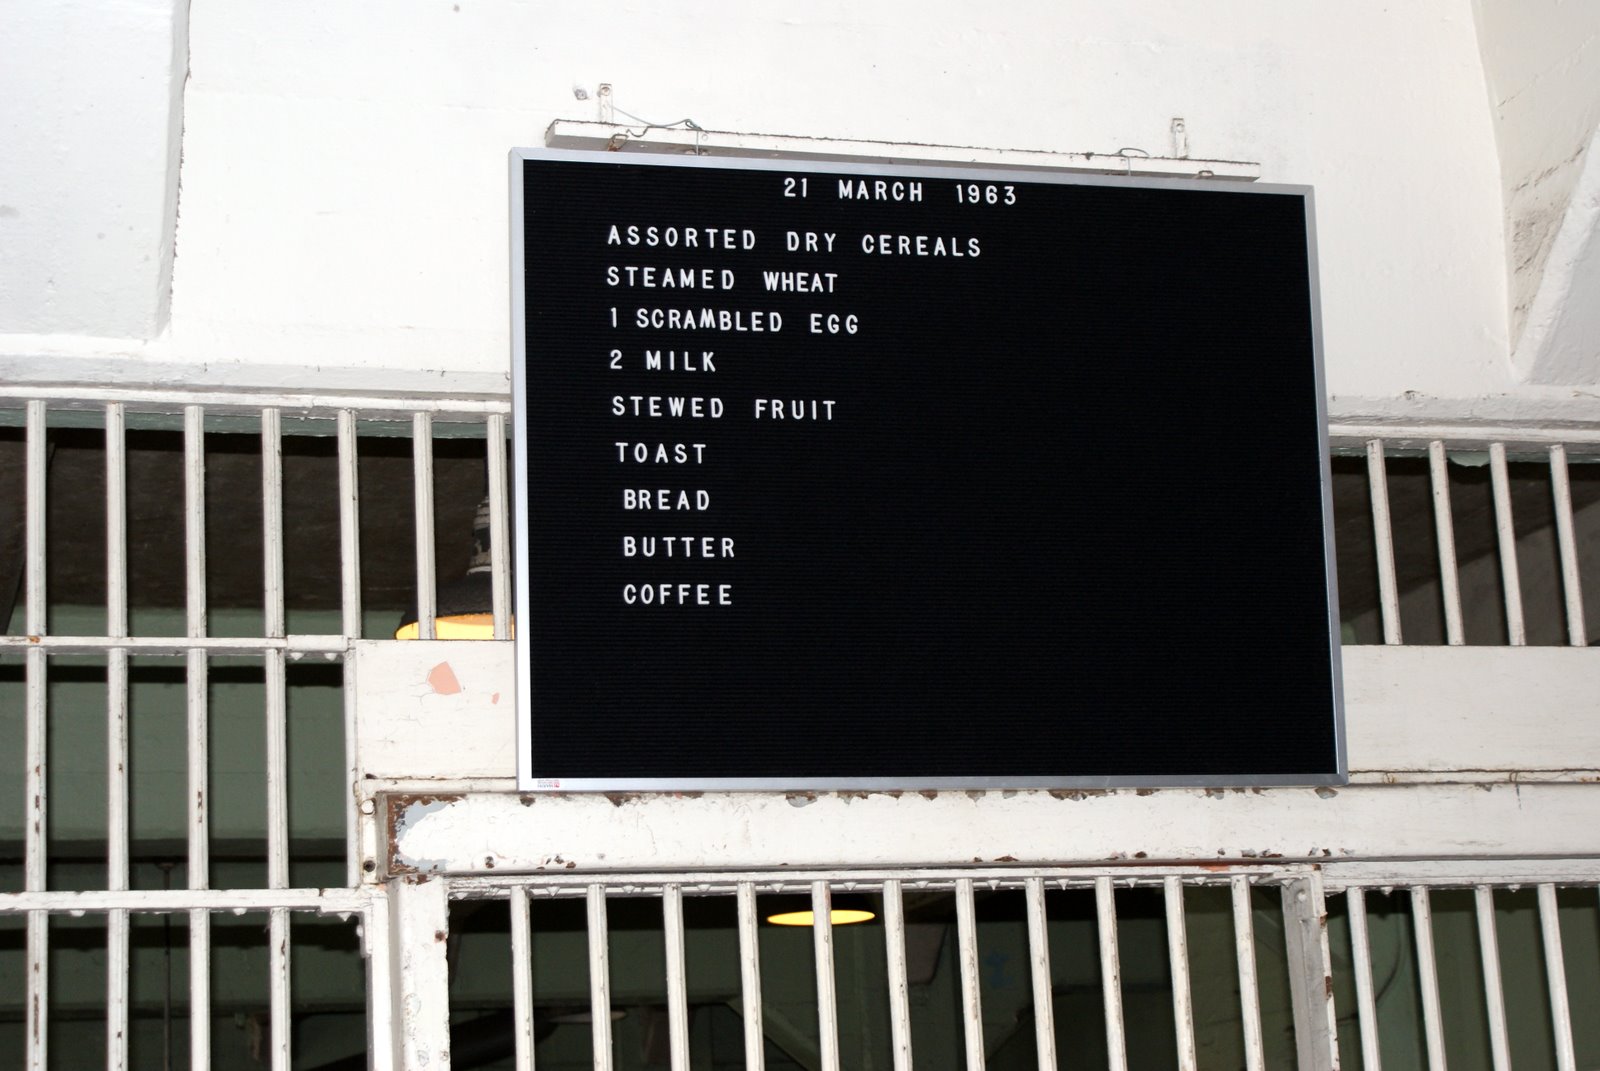 21 MARCH 1963
ASSORTED DRY CEREALS
STEAMED WHEAT
1 SCRAMBLED EGG
2 MILK
STEWED FRUIT
TOAST
BREAD
BUTTER
COFFEE